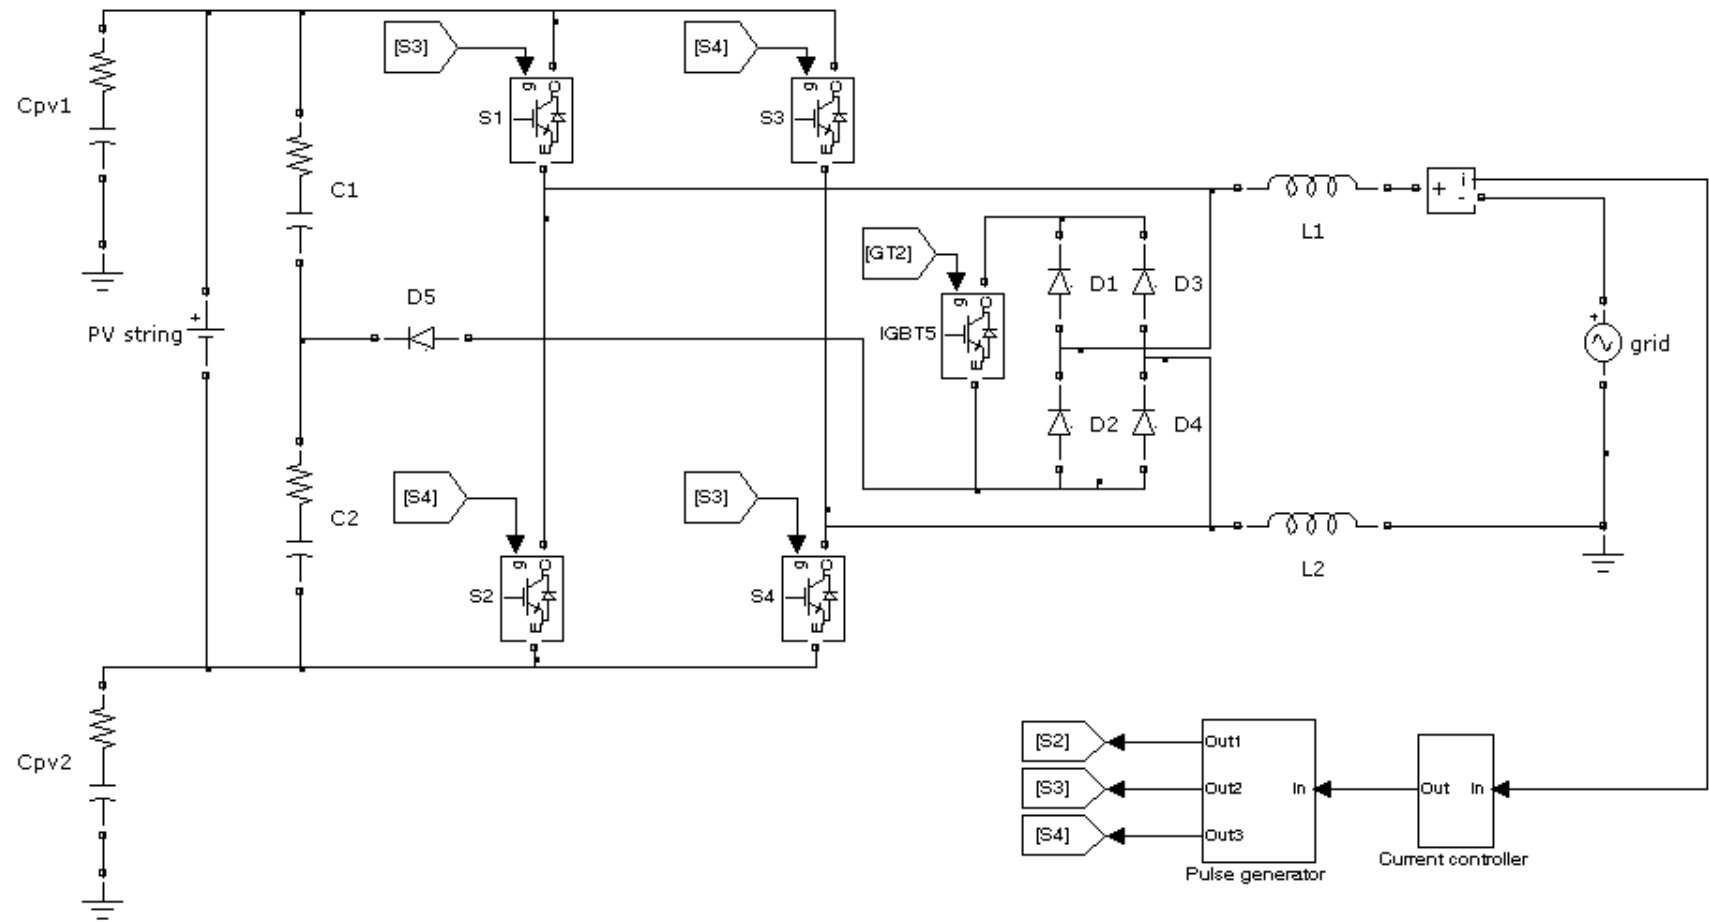 [S3]
[S4]
Cpv1
g C
S1
E
g C
S3
E
C1
+ i
-
L1
[GT2]
D5
D1
D3
+
PV string
g C
IGBT5
E
+
grid
D2
D4
[S4]
[S3]
C2
L2
g C
S2
E
g C
S4
E
Cpv2
[S2]
Out1
[S3]
Out2
In
Out
In
[S4]
Out3
Current controller
Pulse generator